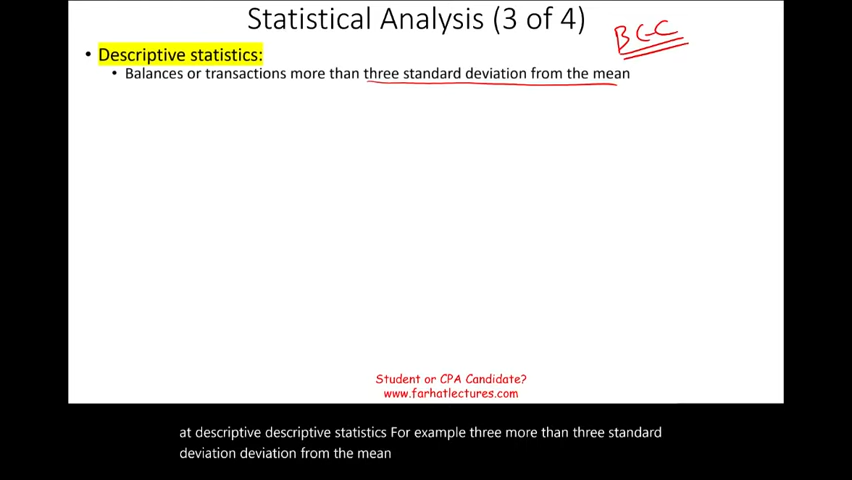 Statistical Analysis (3 of 4)
BCC
• Descriptive statistics:
• Balances or transactions more than three standard deviation from the mean
Student or CPA Candidate?
www.farhatlectures.com
at descriptive descriptive statistics For example three more than three standard
deviation deviation from the mean